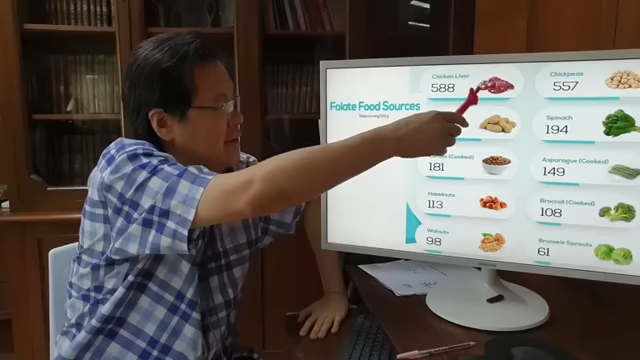 Folate Food Sources
Chicken Liver
588
Chickpeas
557
Spinach
194
(Cooked)
181
Asparagus (Cooked)
149
Hazelnuts
113
Broccoli (Cooked)
108
Walnuts
98
Brussels Sprouts
61